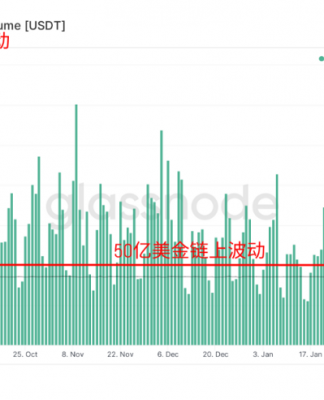 ume [USDT]
动
glassnode
50亿美金链上波动
25. Oct 8. Nov 22. Nov 6. Dec 20. Dec 3. Jan 17. Jan